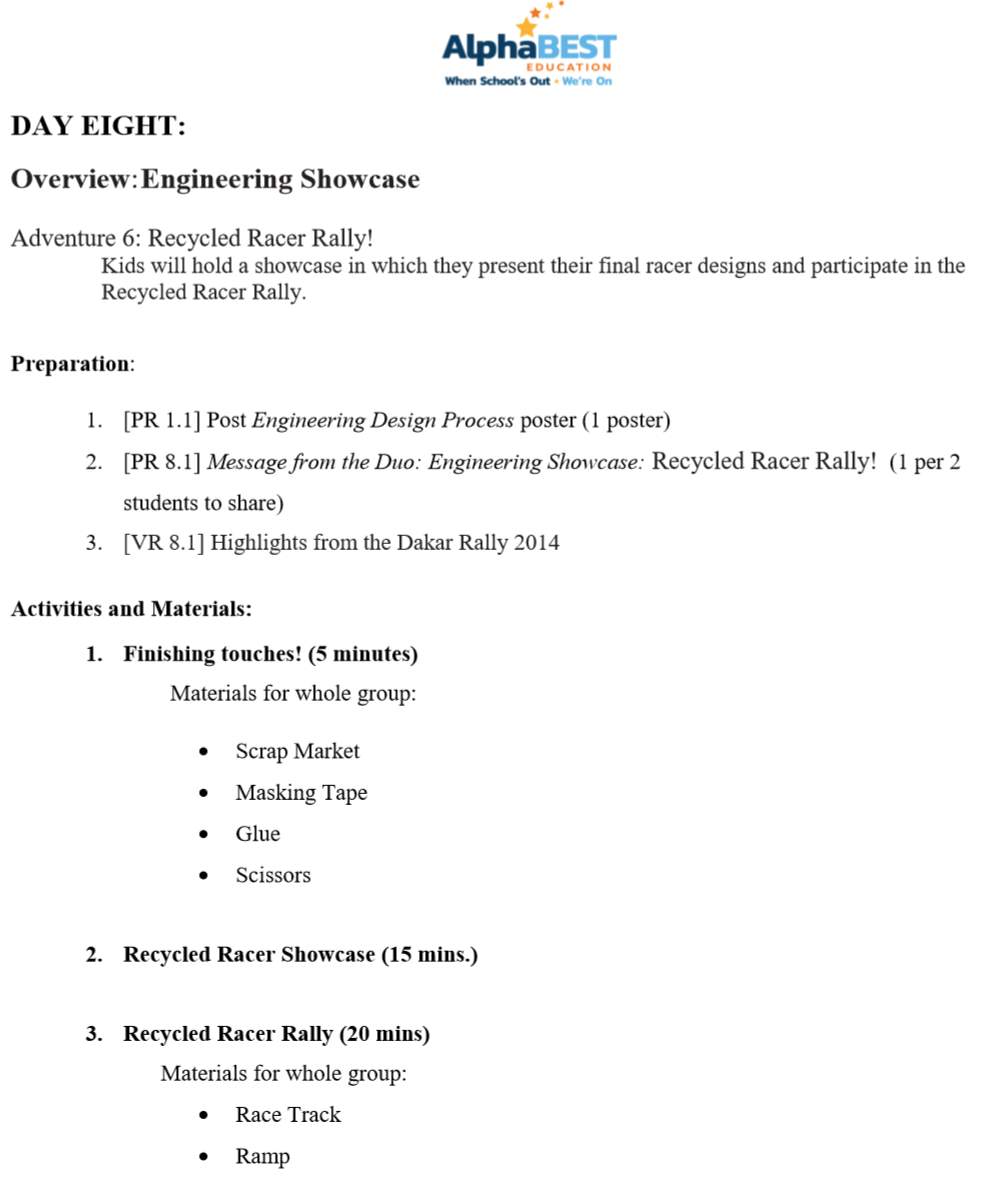 AlphaBEST
EDUCATION
When School's Out • We're On
DAY EIGHT:
Overview:Engineering Showcase
Adventure 6: Recycled Racer Rally!
Kids will hold a showcase in which they present their final racer designs and participate in the
Recycled Racer Rally.
Preparation:
1. [PR 1.1] Post Engineering Design Process poster (1 poster)
2. [PR 8.1] Message from the Duo: Engineering Showcase: Recycled Racer Rally! (1 per 2
students to share)
3. [VR 8.1] Highlights from the Dakar Rally 2014
Activities and Materials:
1. Finishing touches! (5 minutes)
Materials for whole group:
• Scrap Market
• Masking Tape
• Glue
• Scissors
2. Recycled Racer Showcase (15 mins.)
3. Recycled Racer Rally (20 mins)
Materials for whole group:
• Race Track
• Ramp